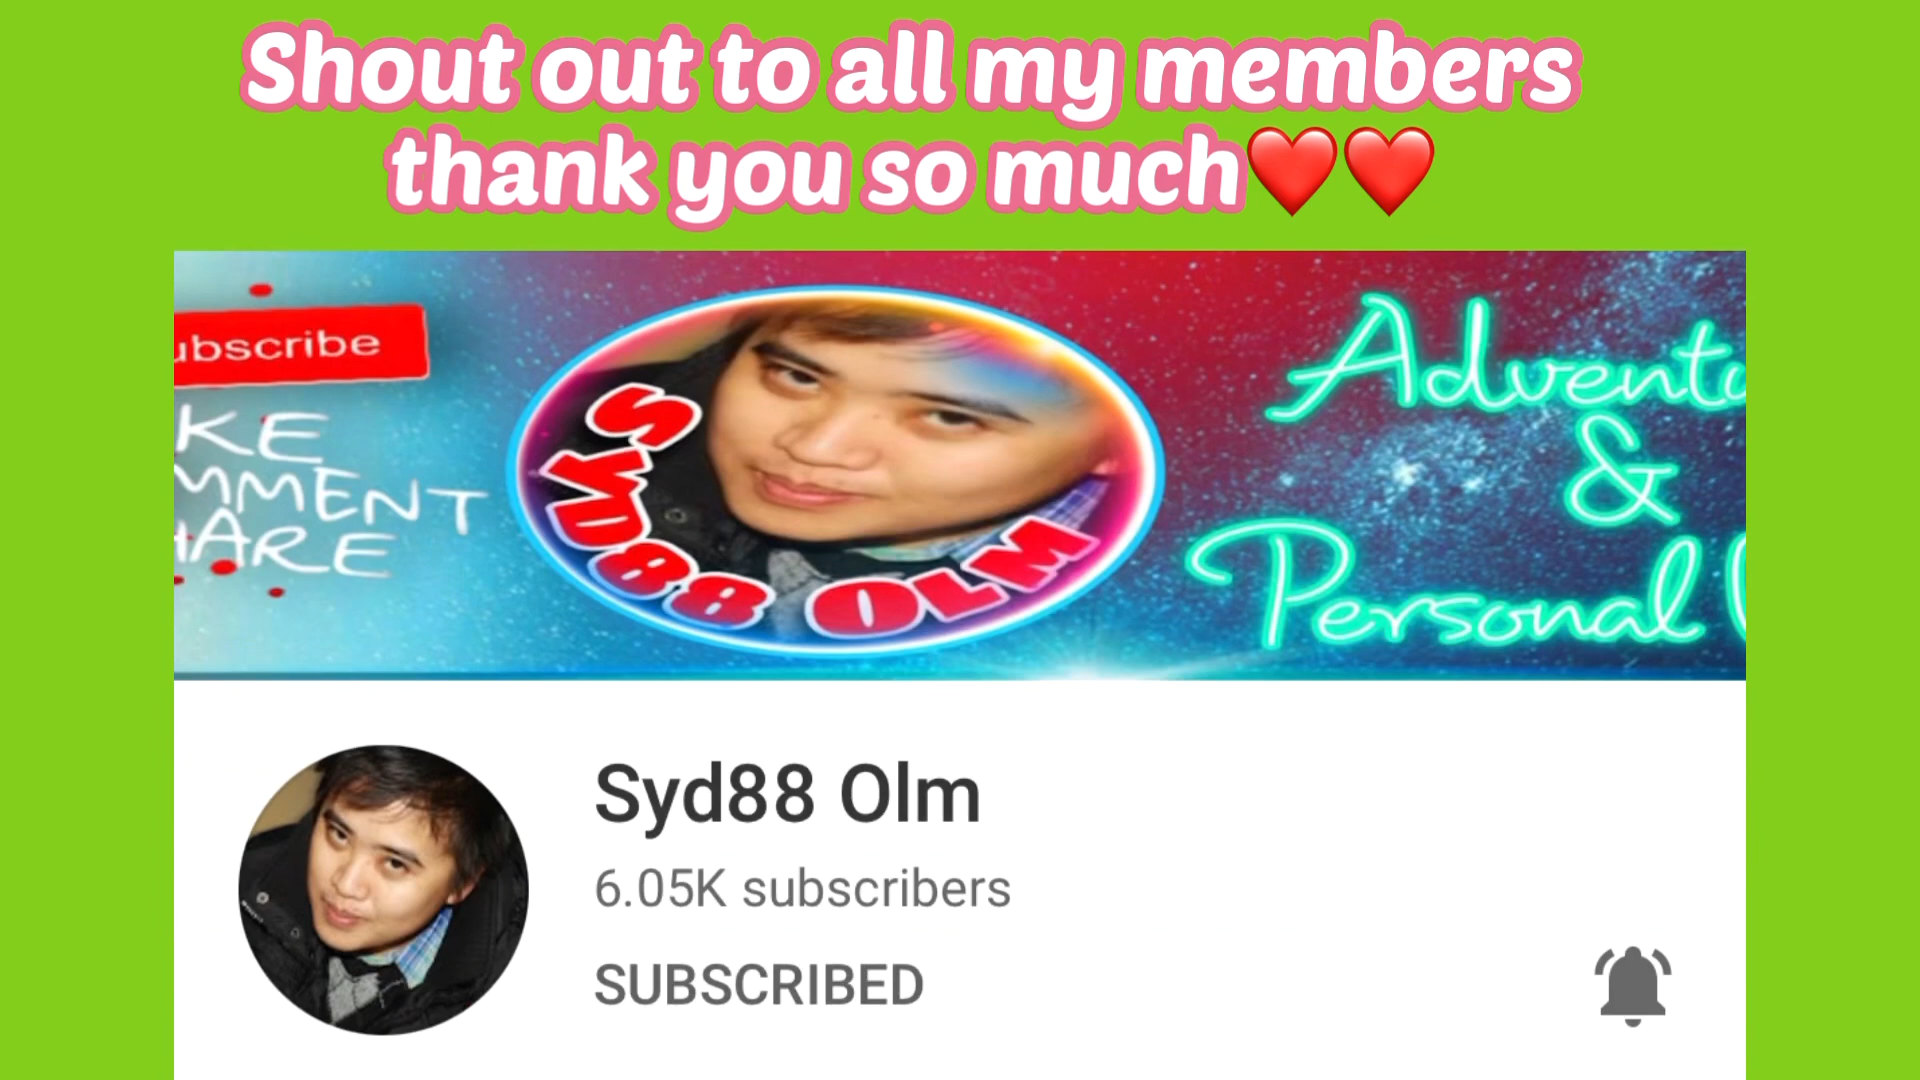 Shout out to all my members
thank you so much❤️❤️
ubscribe
KE
MMENT
HARE
Syd88 Olm
Adventu
&
Personal
Syd88 Olm
6.05K subscribers
SUBSCRIBED